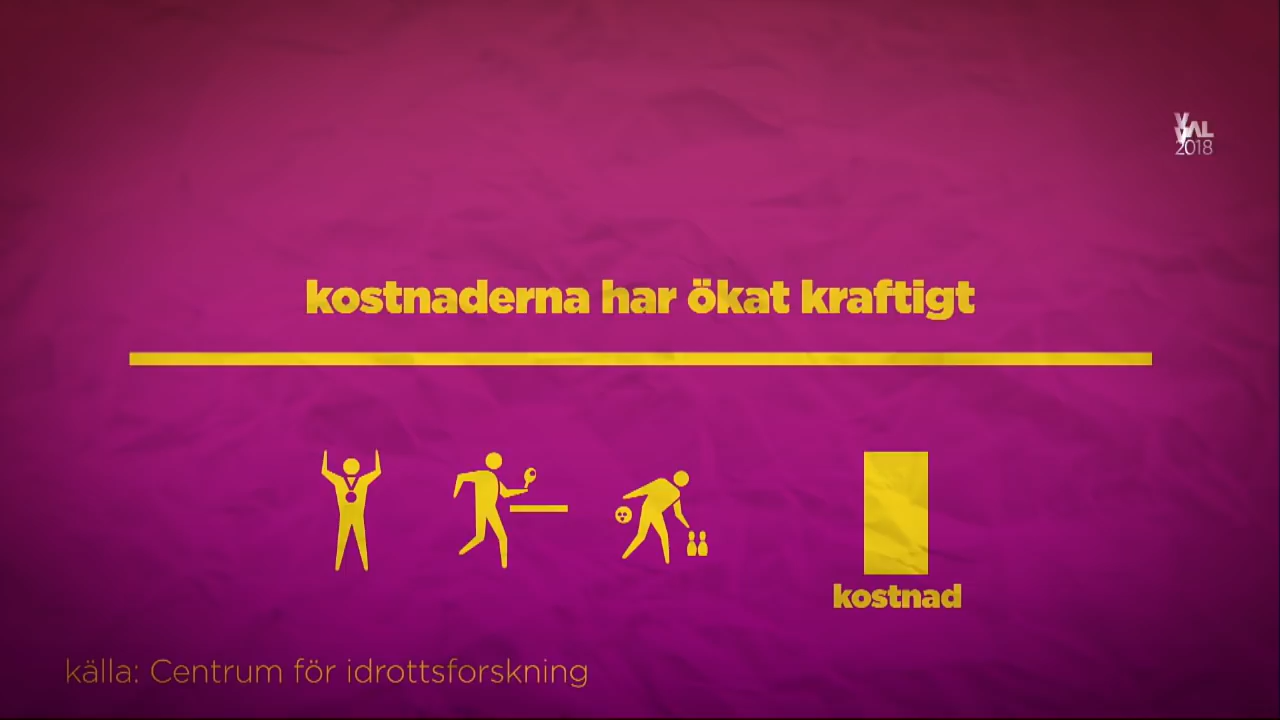 VAL
2018
kostnaderna har ökat kraftigt
kostnad
källa: Centrum för idrottsforskning